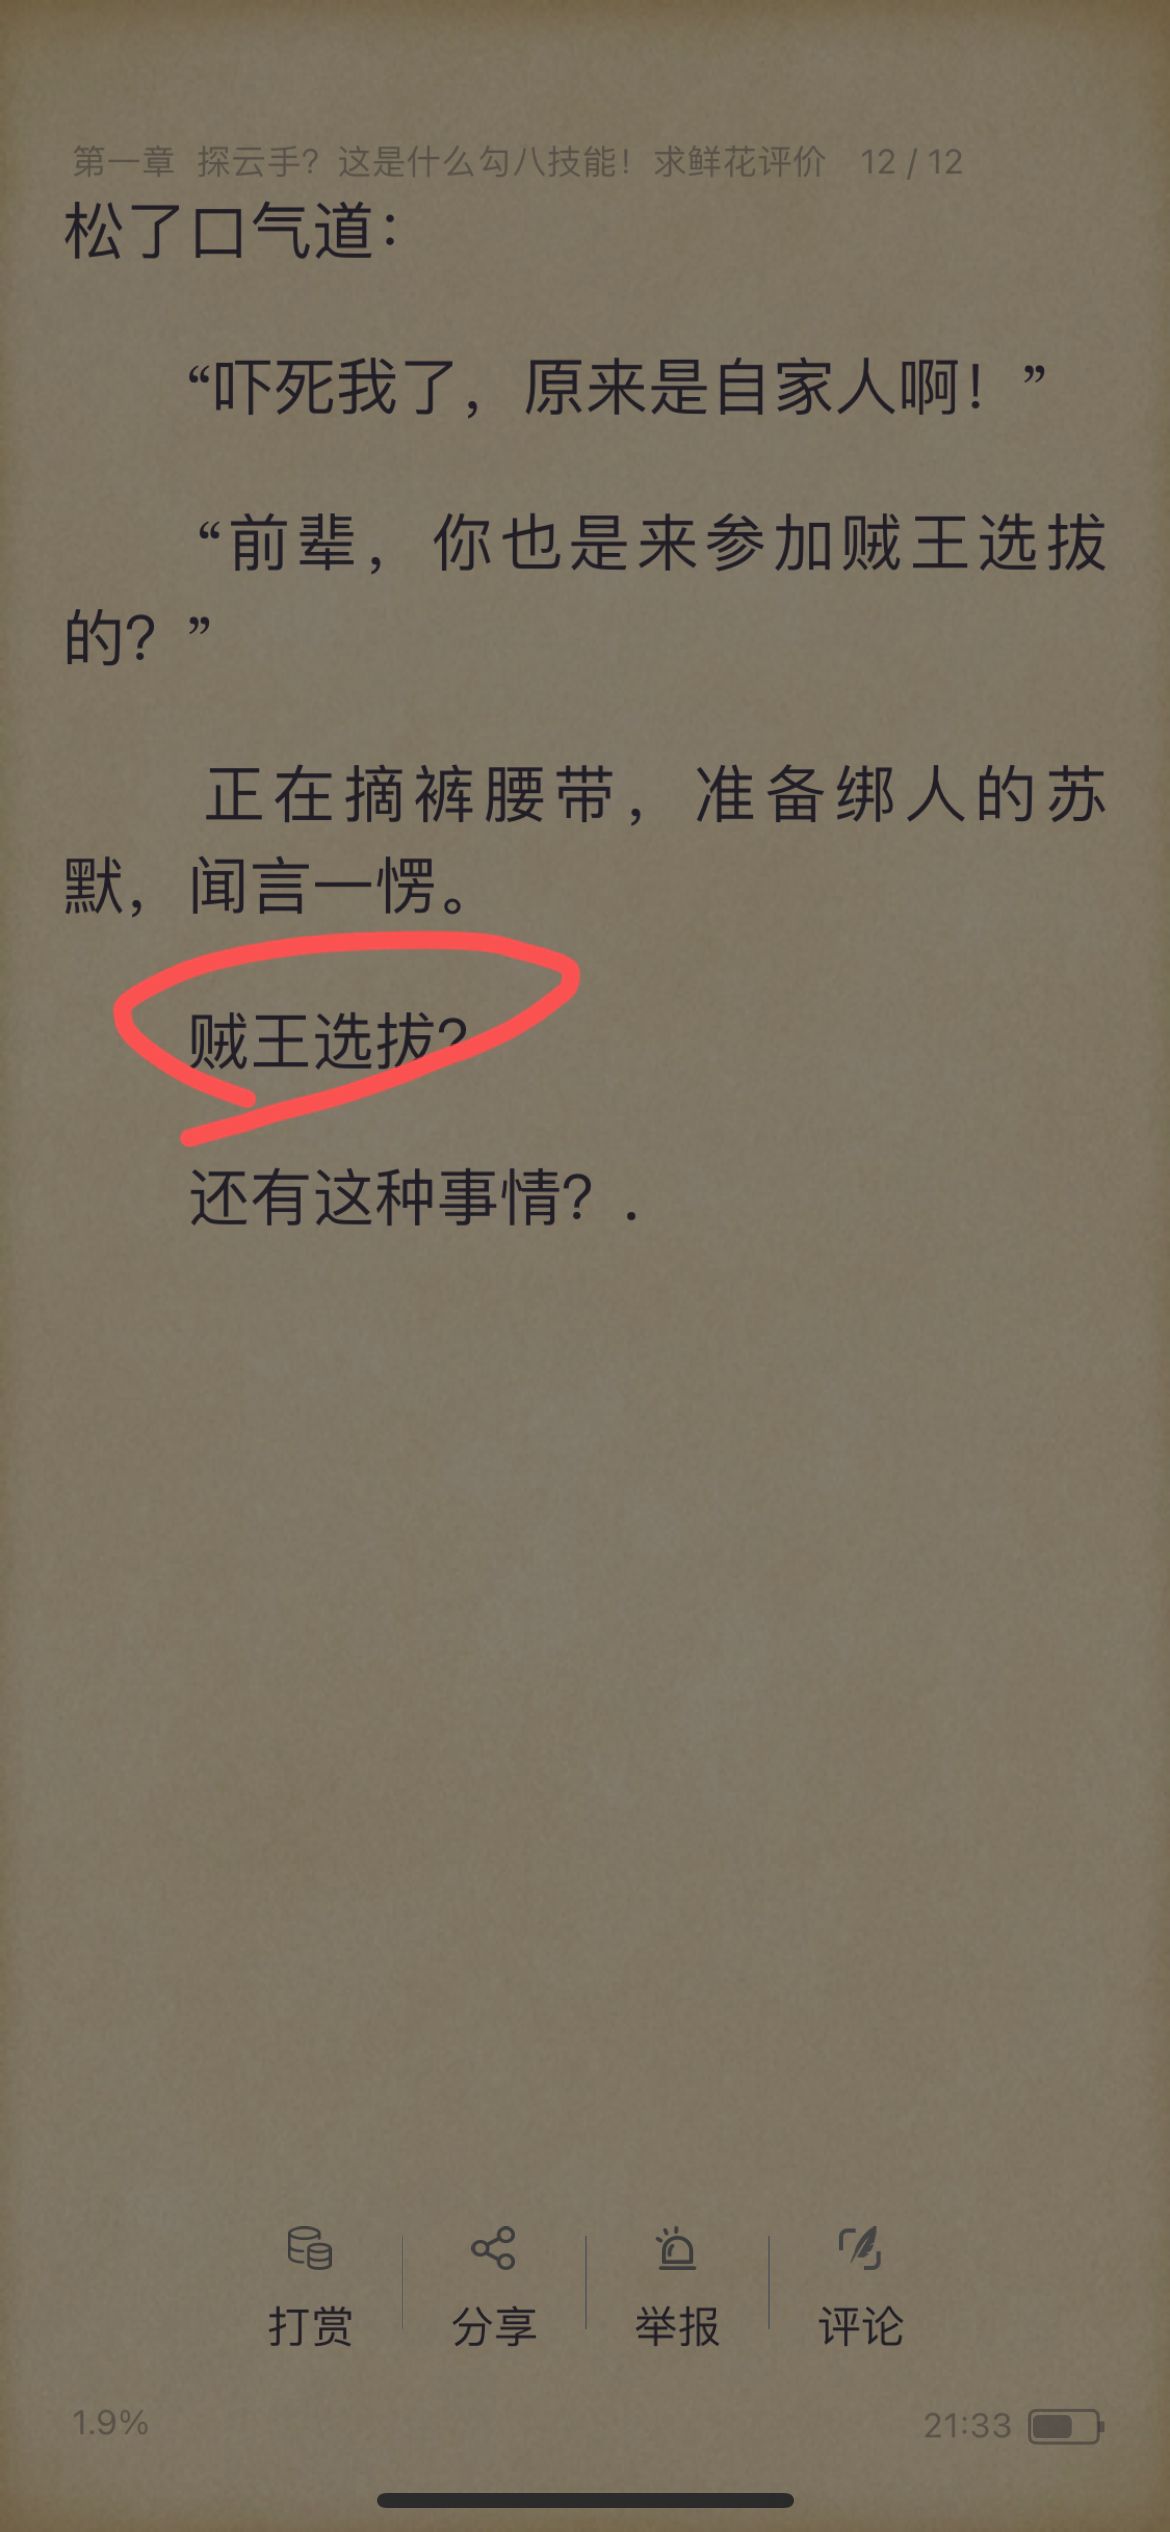 第一章 探云手？这是什么勾八技能！求鲜花评价 12 / 12
松了口气道：
“吓死我了，原来是自家人啊！”
“前辈，你也是来参加贼王选拔
的？”
正在摘裤腰带，准备绑人的苏
默，闻言一愣。
贼王选拔？
还有这种事情？.
打赏 分享 举报 评论
1.9% 21:33